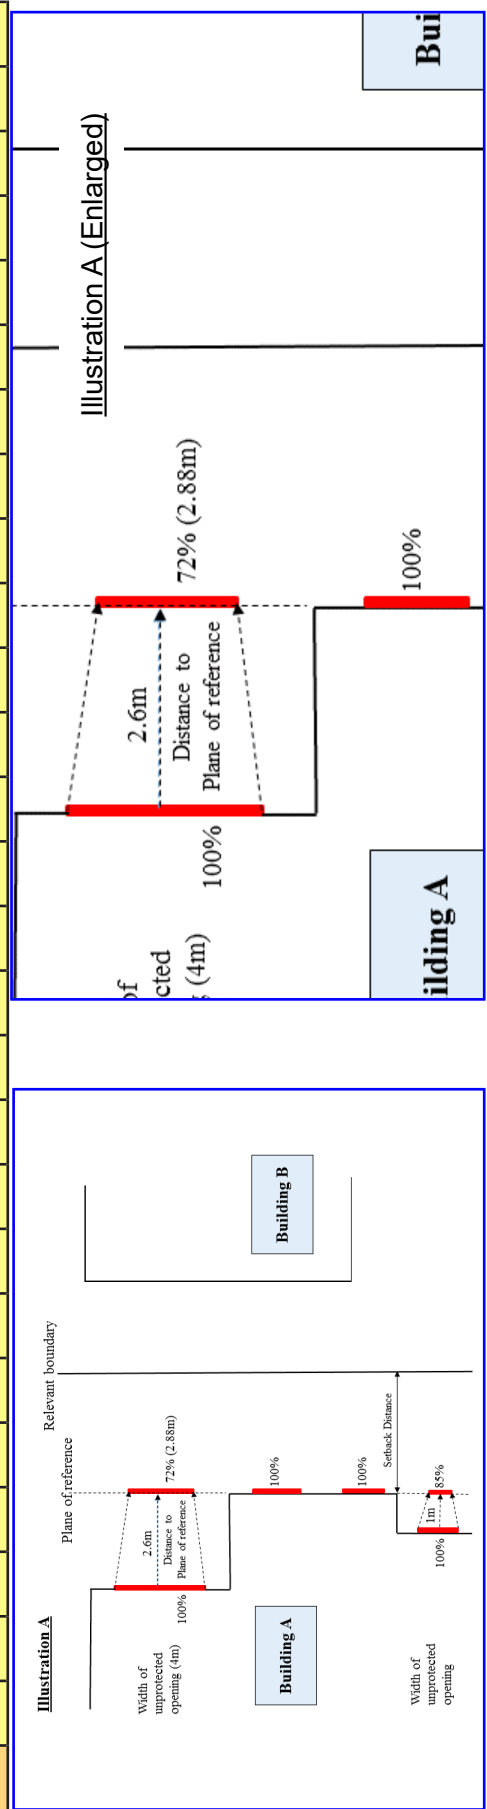 Illustration A (Enlarged)
Bui
72% (2.88m)
100%
2.6m
Distance to
Plane of reference
100%
of
cted
g (4m)
ilding A
Illustration A
Plane of reference
Relevant boundary
Width of
unprotected
opening (4m)
100%
2.6m
Distance to
Plane of reference
72% (2.88m)
Building A
100%
100%
Setback Distance
Building B
Width of
unprotected
opening
100%
1m
85%